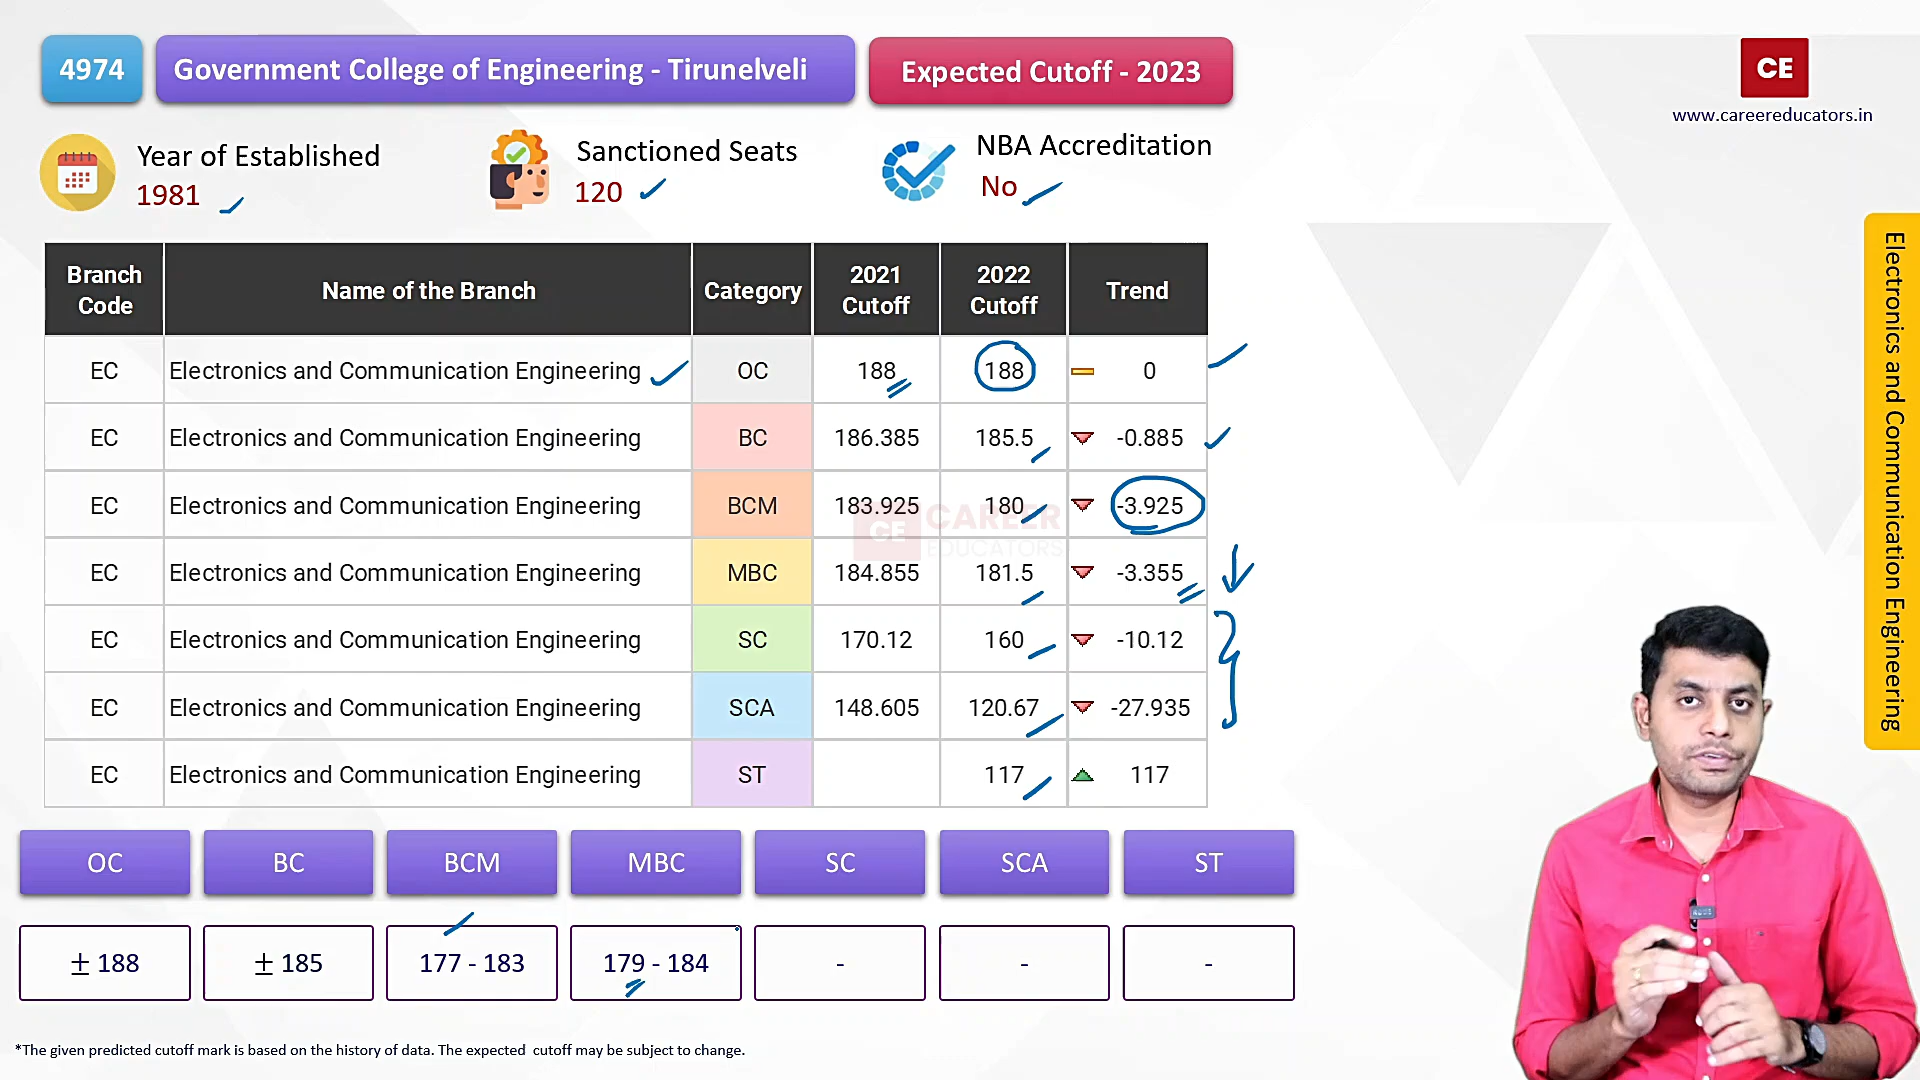 4974
Government College of Engineering - Tirunelveli
Expected Cutoff - 2023
CE
www.careereducators.in
Year of Established
1981
Sanctioned Seats
120
NBA Accreditation
No
Branch Code
Name of the Branch
Category
2021 Cutoff
2022 Cutoff
Trend
EC Electronics and Communication Engineering OC 188 188 0
EC Electronics and Communication Engineering BC 186.385 185.5 -0.885
EC Electronics and Communication Engineering BCM 183.925 180 -3.925
EC Electronics and Communication Engineering MBC 184.855 181.5 -3.355
EC Electronics and Communication Engineering SC 170.12 160 -10.12
EC Electronics and Communication Engineering SCA 148.605 120.67 -27.935
EC Electronics and Communication Engineering ST 117 117
CE CAREER
EDUCATORS
OC BC BCM MBC SC SCA ST
± 188 ± 185 177 - 183 179 - 184 - - -
*The given predicted cutoff mark is based on the history of data. The expected cutoff may be subject to change.
Electronics and Communication Engineering